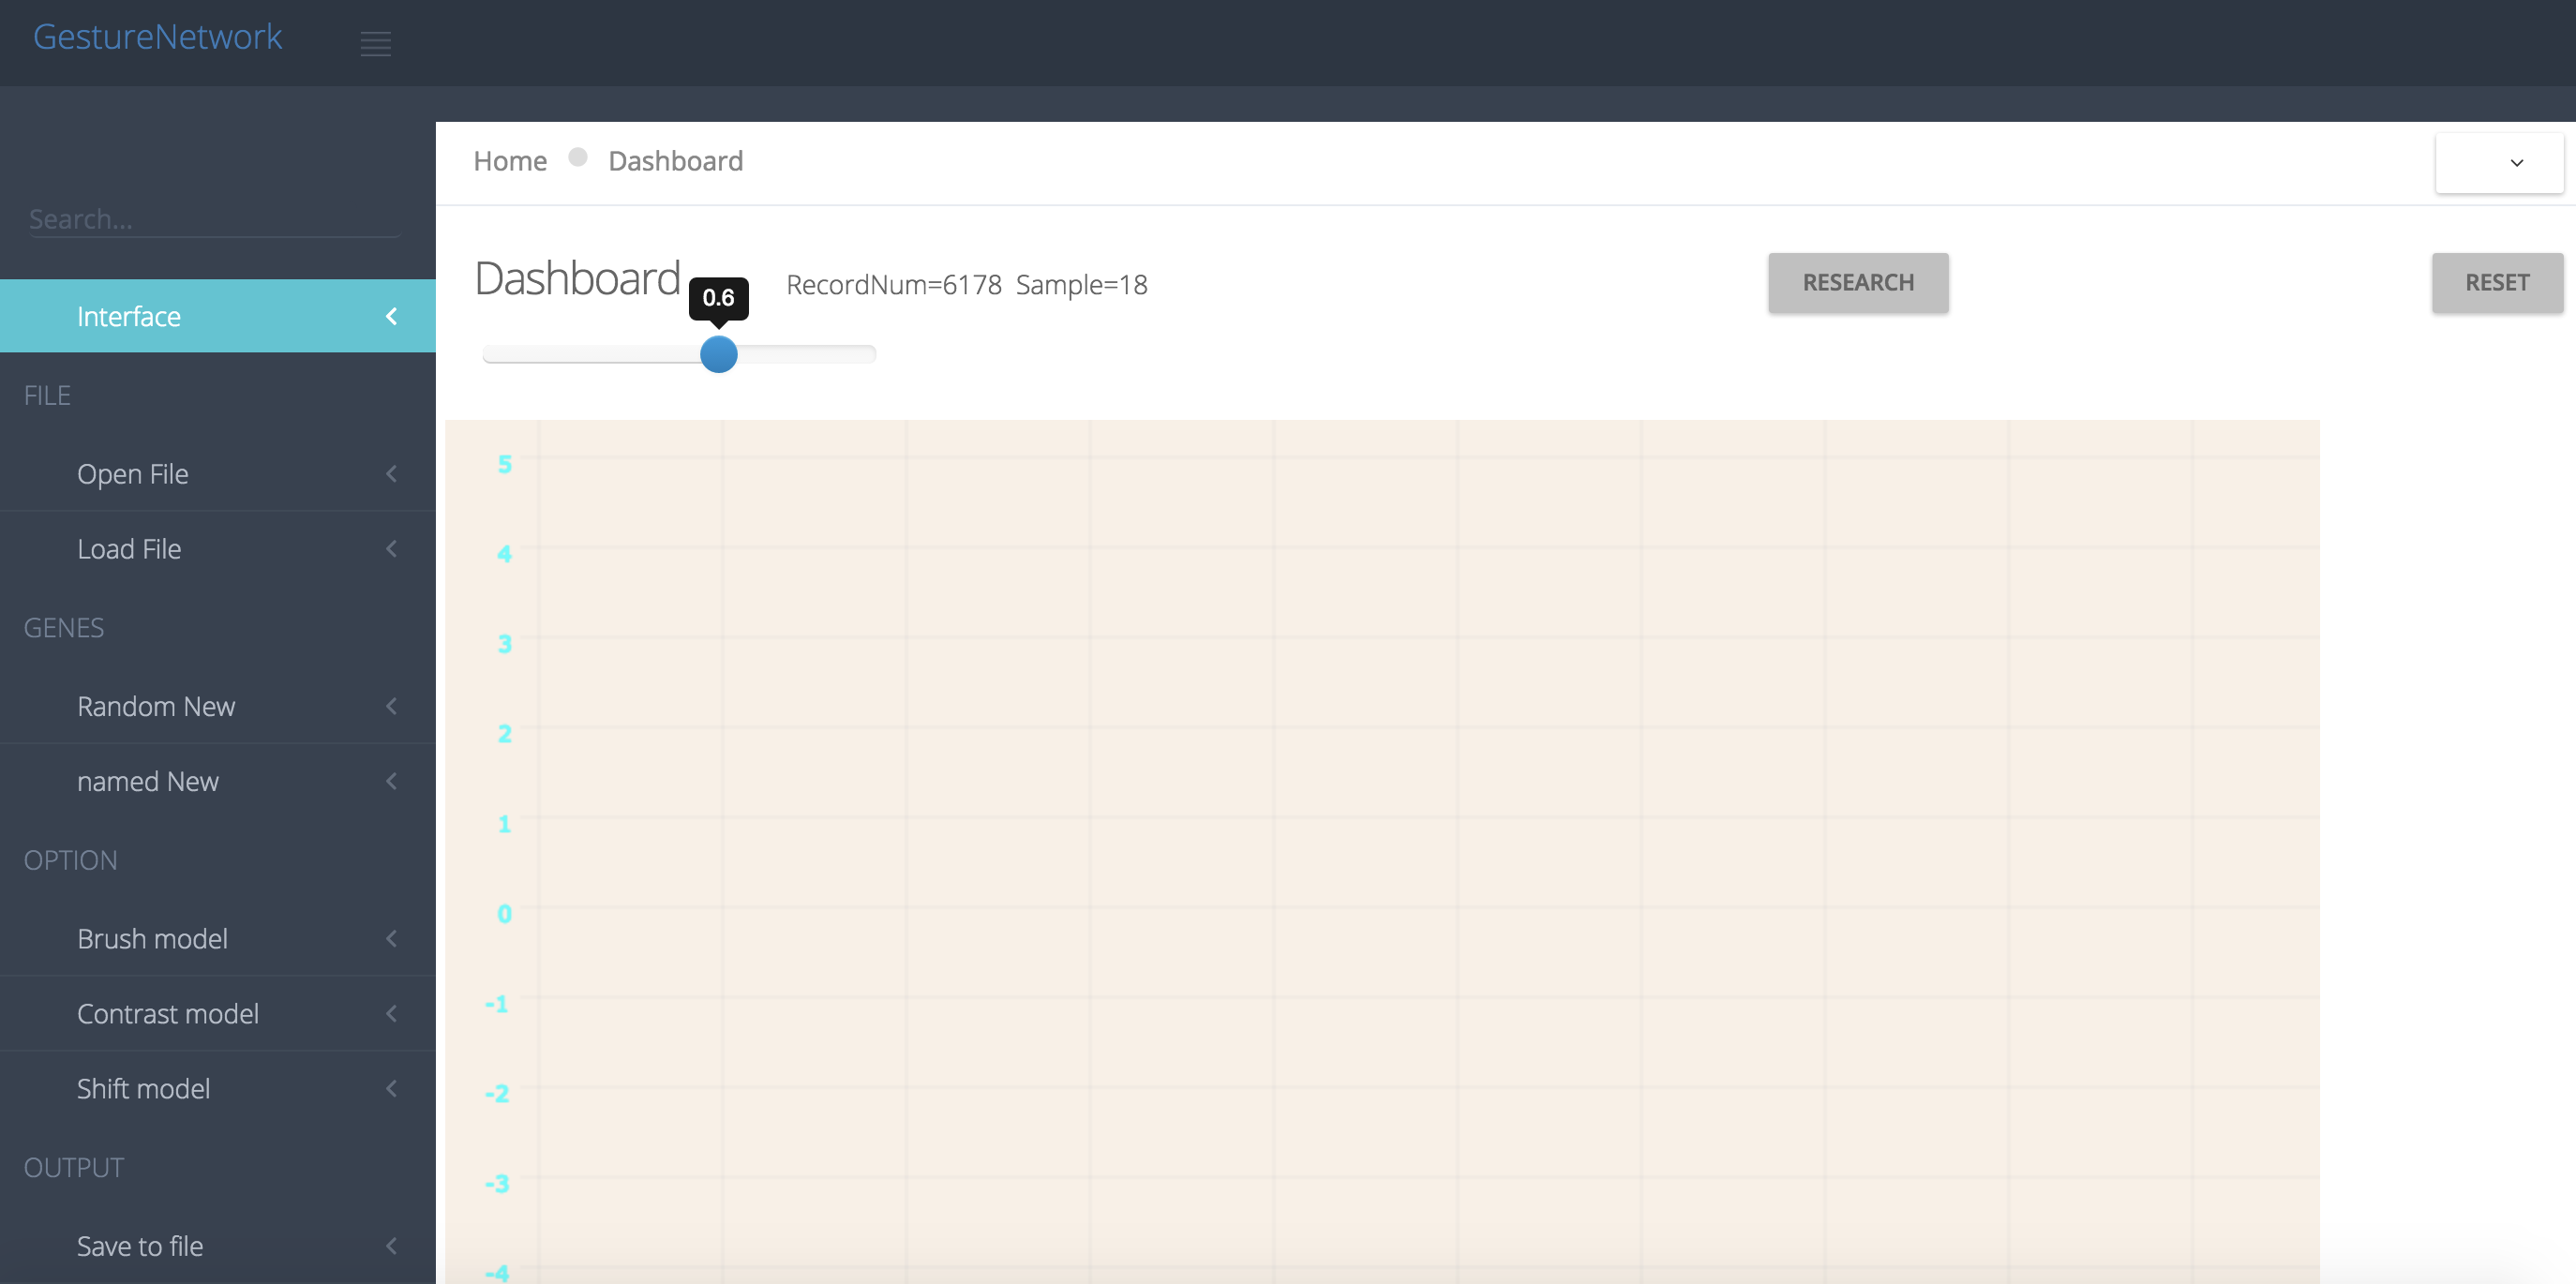 GestureNetwork
Home Dashboard
Search...
Dashboard RecordNum=6178 Sample=18 RESEARCH RESET
0.6
Interface
FILE
Open File
Load File
GENES
Random New
named New
OPTION
Brush model
Contrast model
Shift model
OUTPUT
Save to file
5
4
3
2
1
0
-1
-2
-3
-4